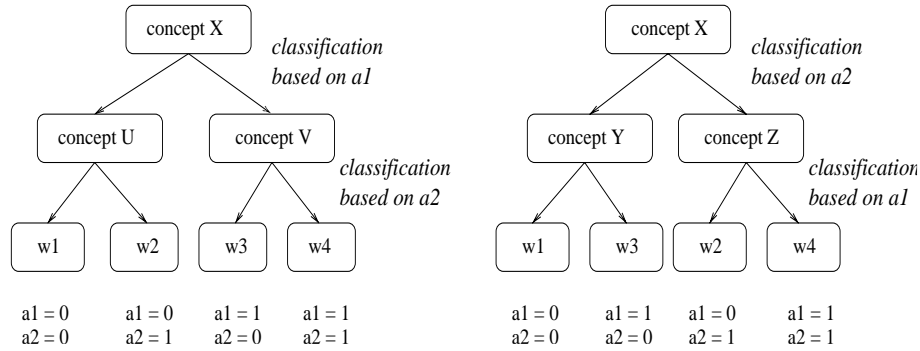 concept X
classification
based on a1
concept U
concept V
classification
based on a2
w1
w2
w3
w4
a1 = 0
a2 = 0
a1 = 0
a2 = 1
a1 = 1
a2 = 0
a1 = 1
a2 = 1
concept X
classification
based on a2
concept Y
concept Z
classification
based on a1
w1
w3
w2
w4
a1 = 0
a2 = 0
a1 = 1
a2 = 0
a1 = 0
a2 = 1
a1 = 1
a2 = 1